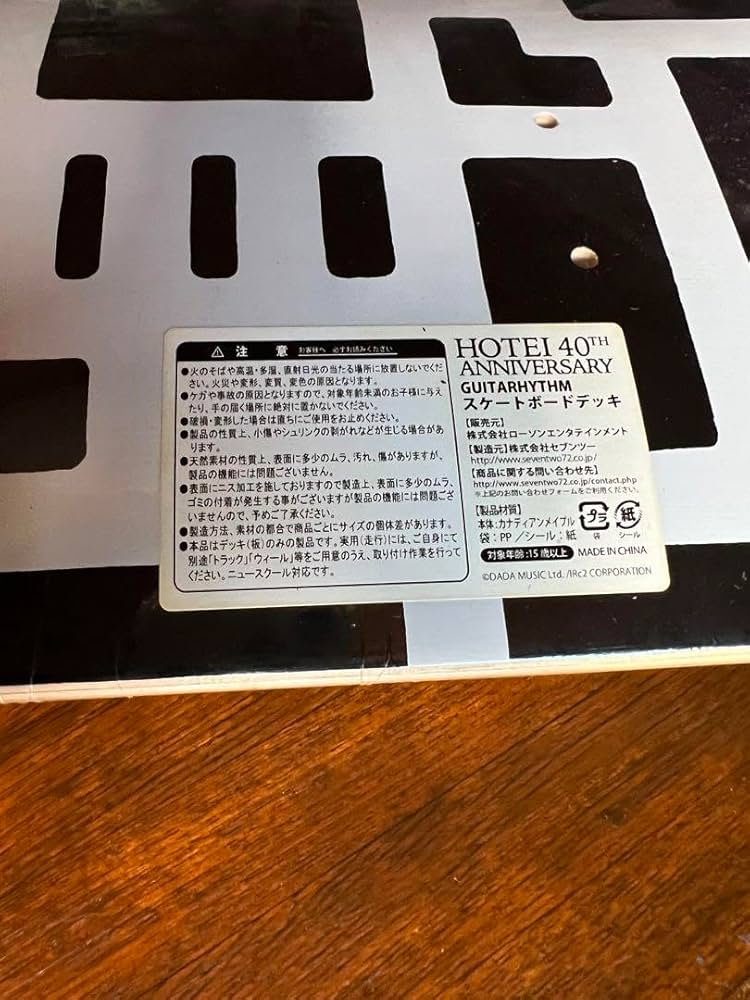 ⚠ 注 意 お客様へ 必ずお読みください
●火のそばや高温・多湿、直射日光の当たる場所に放置しないでくだ
さい。火災や変形、変質、変色の原因となります。
●ケガや事故の原因となりますので、対象年齢未満のお子様に与え
たり、手の届く場所に絶対に置かないでください。
●破損・変形した場合は直ちにご使用をお止めください。
●製品の性質上、小傷やシュリンクの剥がれなどが生じる場合があ
ります。
●天然素材の性質上、表面に多少のムラ、汚れ、傷がありますが、
製品の機能には問題ございません。
●表面にニス加工を施しておりますので製造上、表面に多少のムラ、
ゴミの付着が発生する事がございますが製品の機能には問題ござ
いませんので、予めご了承ください。
●製造方法、素材の都合で商品ごとにサイズの個体差があります。
●本品はデッキ(板)のみの製品です。実用(走行)には、ご自身にて
別途「トラック」「ウィール」等をご用意のうえ、取り付け作業を行って
ください。ニュースクール対応です。
HOTEI 40TH
ANNIVERSARY
GUITARHYTHM
スケートボードデッキ
【販売元】
株式会社ローソンエンタテインメント
【製造元】株式会社セブンツー
http://www.seventwo72.co.jp/
【商品に関する問い合わせ先】
http://www.seventwo72.co.jp/contact.php
※上記のお問い合わせフォームをご利用ください。
【製品材質】
本体:カナディアンメイプル
袋:PP/シール:紙
プラ 紙
袋 シール
対象年齢:15歳以上 MADE IN CHINA
©DADA MUSIC Ltd. /IRc2 CORPORATION